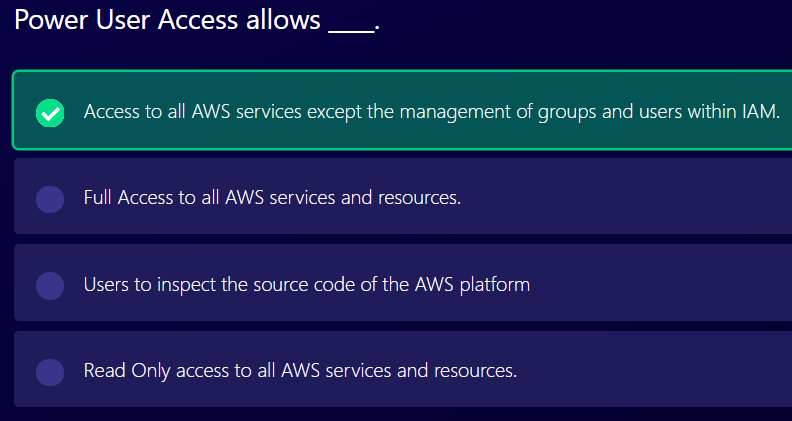 Power User Access allows ____.
Access to all AWS services except the management of groups and users within IAM.
Full Access to all AWS services and resources.
Users to inspect the source code of the AWS platform
Read Only access to all AWS services and resources.